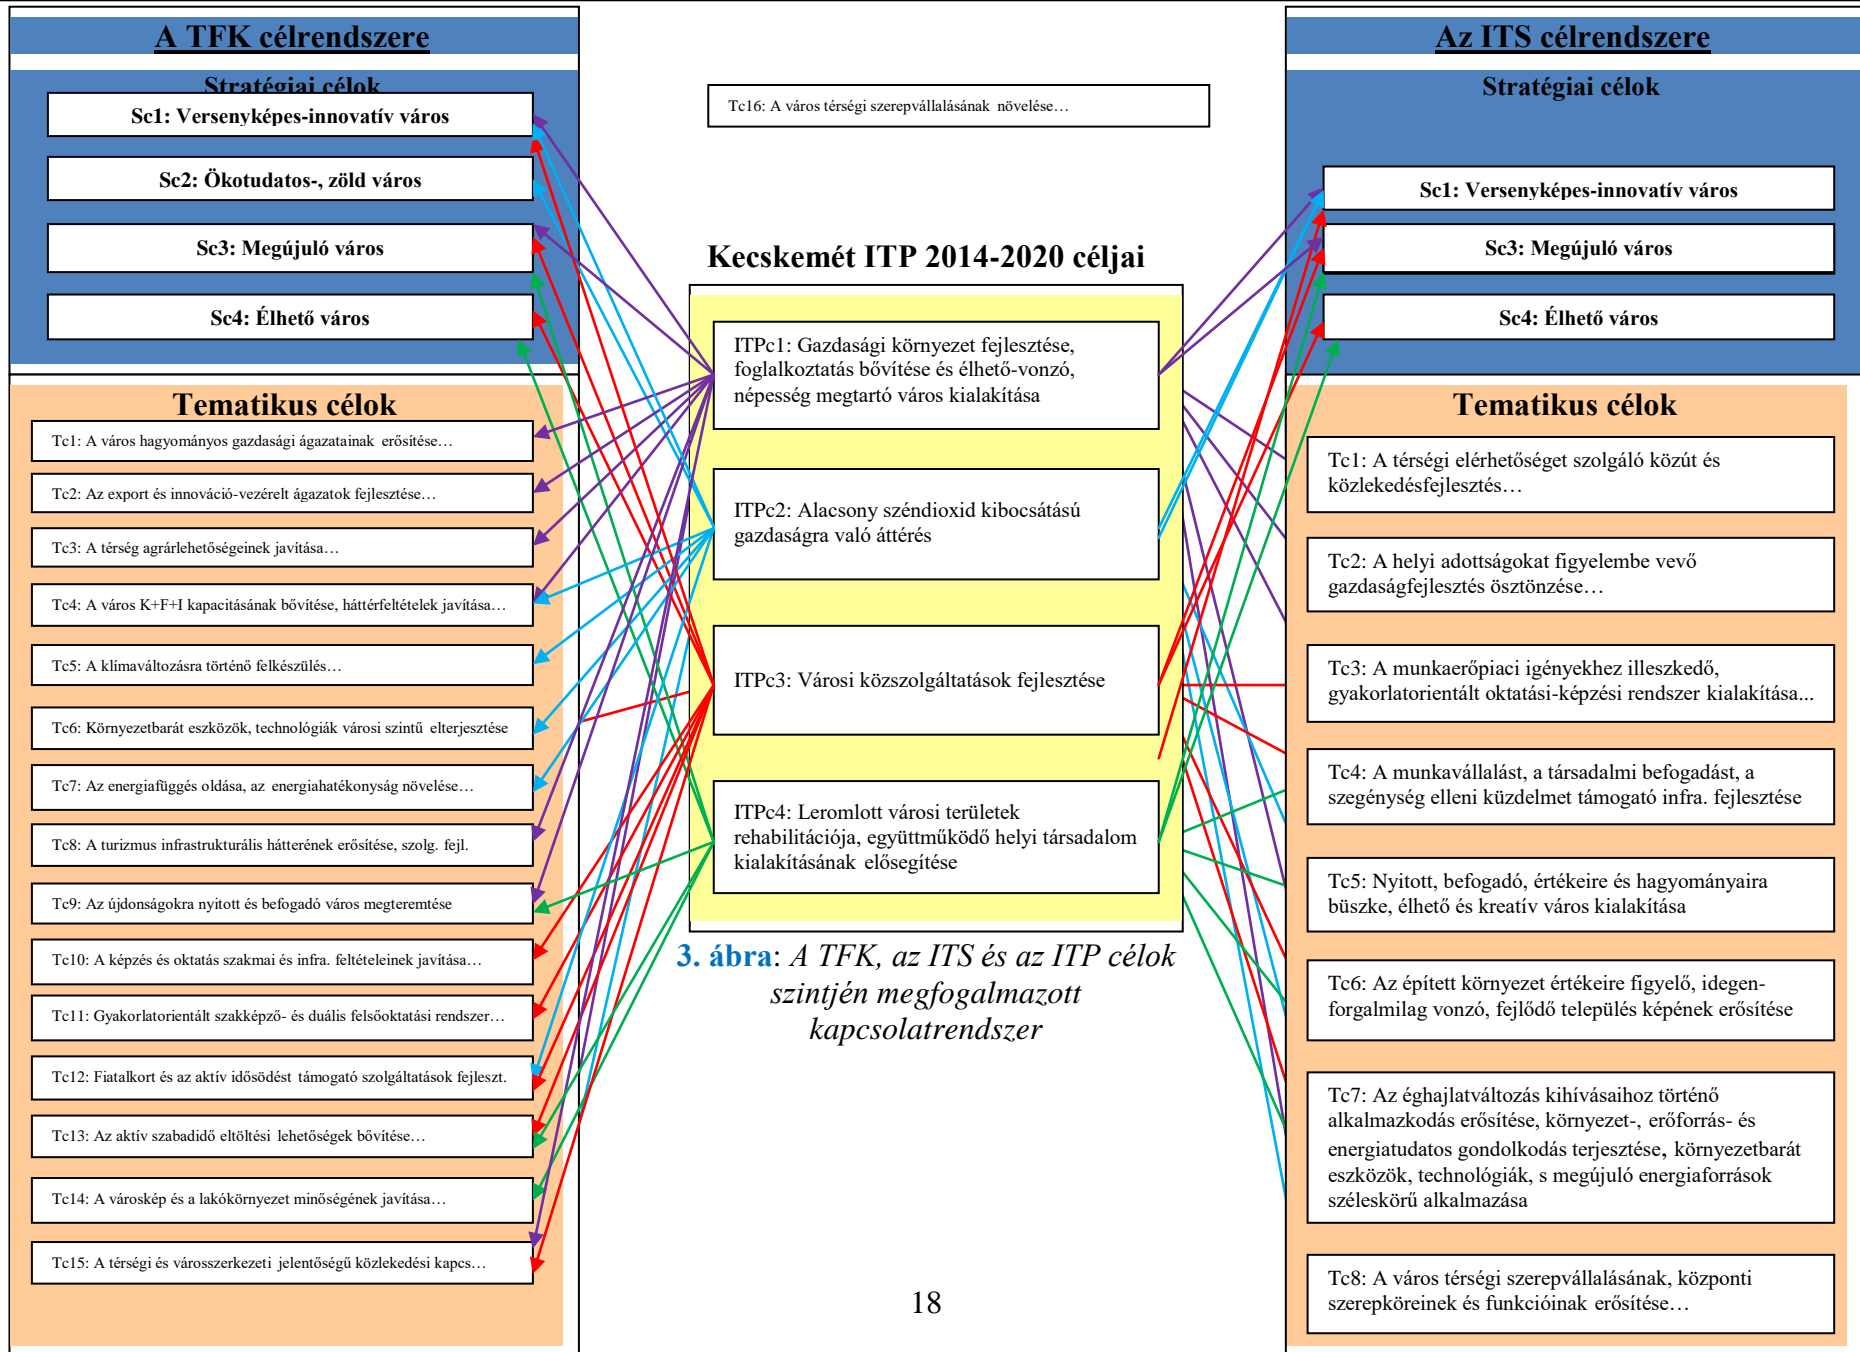 A TFK célrendszere
Stratégiai célok
Sc1: Versenyképes-innovatív város
Sc2: Ökotudatos-, zöld város
Sc3: Megújuló város
Sc4: Élhető város
Tematikus célok
Tc1: A város hagyományos gazdasági ágazatainak erősítése…
Tc2: Az export és innováció-vezérelt ágazatok fejlesztése…
Tc3: A térség agrárlehetőségeinek javítása…
Tc4: A város K+F+I kapacitásának bővítése, háttérfeltételek javítása…
Tc5: A klímaváltozásra történő felkészülés…
Tc6: Környezetbarát eszközök, technológiák városi szintű elterjesztése
Tc7: Az energiafüggés oldása, az energiahatékonyság növelése…
Tc8: A turizmus infrastrukturális hátterének erősítése, szolg. fejl.
Tc9: Az újdonságokra nyitott és befogadó város megteremtése
Tc10: A képzés és oktatás szakmai és infra. feltételeinek javítása…
Tc11: Gyakorlatorientált szakképző- és duális felsőoktatási rendszer…
Tc12: Fiatalkort és az aktív idősödést támogató szolgáltatások fejleszt.
Tc13: Az aktív szabadidő eltöltési lehetőségek bővítése…
Tc14: A városkép és a lakókörnyezet minőségének javítása…
Tc15: A térségi és városszerkezeti jelentőségű közlekedési kapcs…
Tc16: A város térségi szerepvállalásának növelése…
Kecskemét ITP 2014-2020 céljai
ITPc1: Gazdasági környezet fejlesztése,
foglalkoztatás bővítése és élhető-vonzó,
népesség megtartó város kialakítása
ITPc2: Alacsony széndioxid kibocsátású
gazdaságra való áttérés
ITPc3: Városi közszolgáltatások fejlesztése
ITPc4: Leromlott városi területek
rehabilitációja, együttműködő helyi társadalom
kialakításának elősegítése
3. ábra: A TFK, az ITS és az ITP célok
szintjén megfogalmazott
kapcsolatrendszer
18
Az ITS célrendszere
Stratégiai célok
Sc1: Versenyképes-innovatív város
Sc3: Megújuló város
Sc4: Élhető város
Tematikus célok
Tc1: A térségi elérhetőséget szolgáló közút és
közlekedésfejlesztés…
Tc2: A helyi adottságokat figyelembe vevő
gazdaságfejlesztés ösztönzése…
Tc3: A munkaerőpiaci igényekhez illeszkedő,
gyakorlatorientált oktatási-képzési rendszer kialakítása...
Tc4: A munkavállalást, a társadalmi befogadást, a
szegénység elleni küzdelmet támogató infra. fejlesztése
Tc5: Nyitott, befogadó, értékeire és hagyományaira
büszke, élhető és kreatív város kialakítása
Tc6: Az épített környezet értékeire figyelő, idegen-
forgalmilag vonzó, fejlődő település képének erősítése
Tc7: Az éghajlatváltozás kihívásaihoz történő
alkalmazkodás erősítése, környezet-, erőforrás- és
energiatudatos gondolkodás terjesztése, környezetbarát
eszközök, technológiák, s megújuló energiaforrások
széleskörű alkalmazása
Tc8: A város térségi szerepvállalásának, központi
szerepköreinek és funkcióinak erősítése…